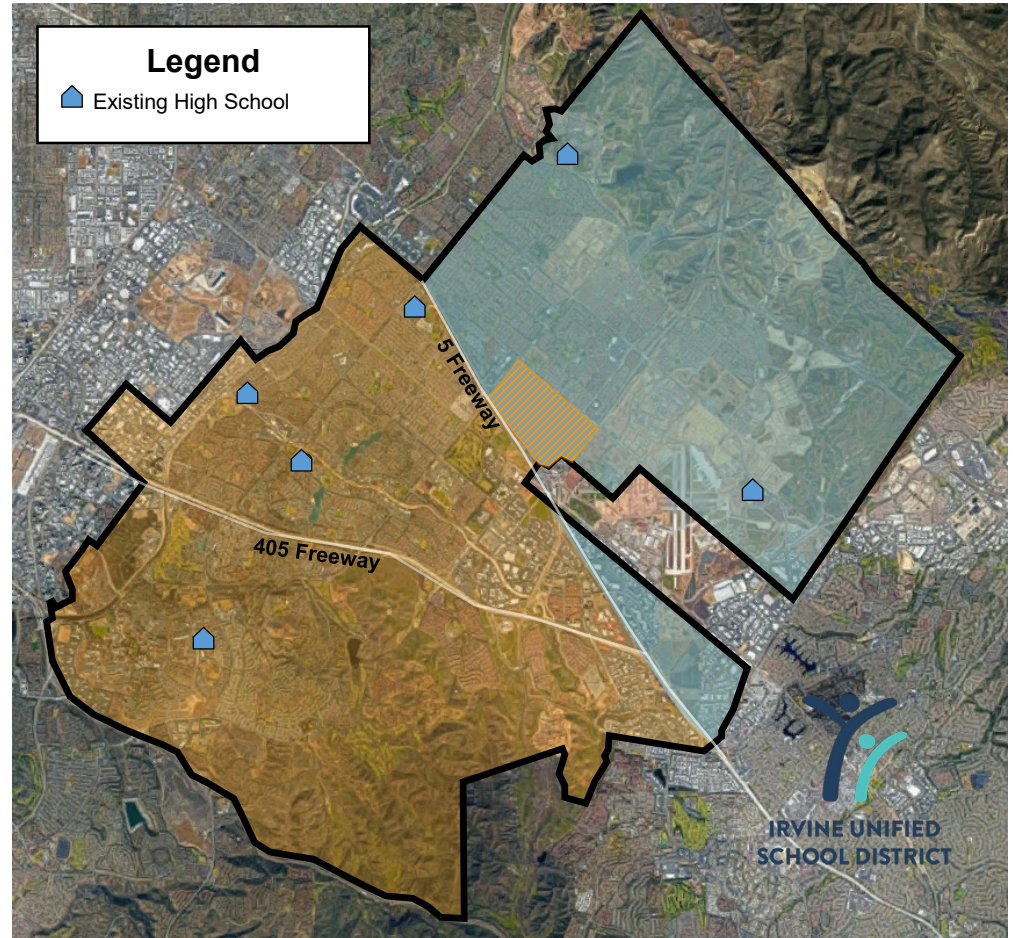 Legend
Existing High School
5 Freeway
405 Freeway
IRVINE UNIFIED
SCHOOL DISTRICT